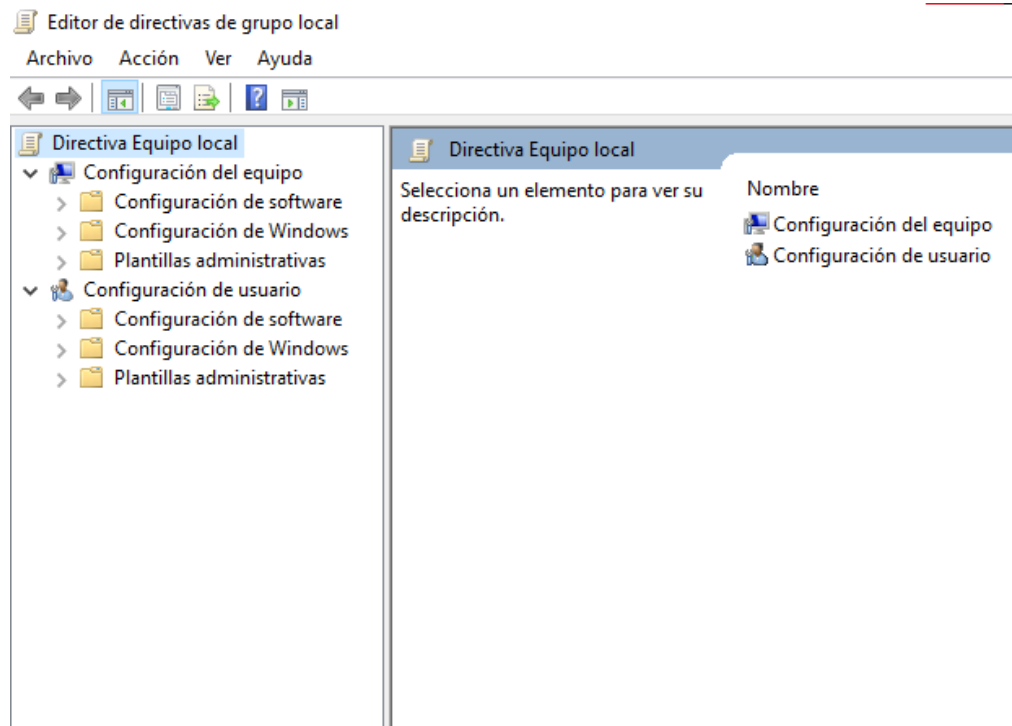 Editor de directivas de grupo local
Archivo Acción Ver Ayuda
Directiva Equipo local
Configuración del equipo
Configuración de software
Configuración de Windows
Plantillas administrativas
Configuración de usuario
Configuración de software
Configuración de Windows
Plantillas administrativas
Directiva Equipo local
Selecciona un elemento para ver su
descripción.
Nombre
Configuración del equipo
Configuración de usuario